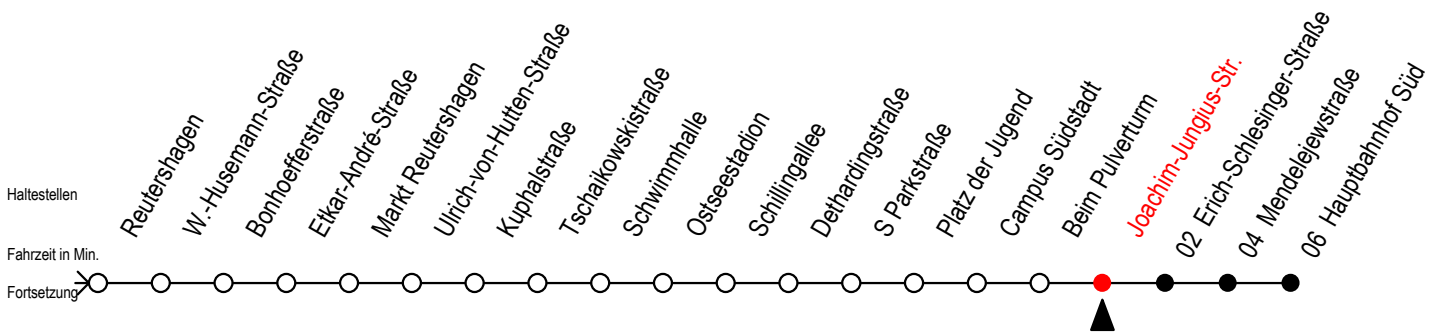 Haltestellen
Fahrzeit in Min.
Fortsetzung
Reutershagen
W.-Husemann-Straße
Bonhoefferstraße
Etkar-André-Straße
Markt Reutershagen
Ulrich-von-Hutten-Straße
Kuphalstraße
Tschaikowskistraße
Schwimmhalle
Ostseestadion
Schillingallee
Dethardingstraße
S Parkstraße
Platz der Jugend
Campus Südstadt
Beim Pulverturm
Joachim-Jungius-Str.
02 Erich-Schlesinger-Straße
04 Mendelejewstraße
06 Hauptbahnhof Süd